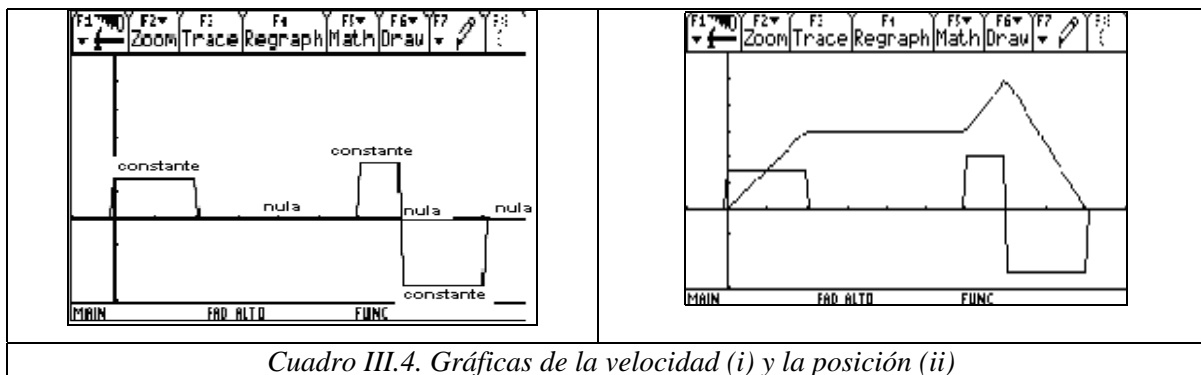 F1 F2 F3 F4 F5 F6 F7
Zoom Trace Regraph Math Draw
constante
constante
nula
nula
nula
constante
MAIN FAD ALTO FUNC
F1 F2 F3 F4 F5 F6 F7
Zoom Trace Regraph Math Draw
MAIN FAD ALTO FUNC
Cuadro III.4. Gráficas de la velocidad (i) y la posición (ii)